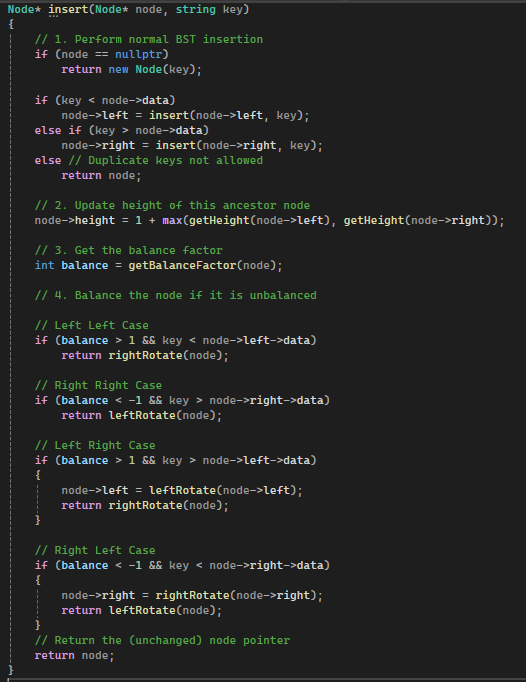 Node* insert(Node* node, string key)
{
    // 1. Perform normal BST insertion
    if (node == nullptr)
        return new Node(key);

    if (key < node->data)
        node->left = insert(node->left, key);
    else if (key > node->data)
        node->right = insert(node->right, key);
    else // Duplicate keys not allowed
        return node;

    // 2. Update height of this ancestor node
    node->height = 1 + max(getHeight(node->left), getHeight(node->right));

    // 3. Get the balance factor
    int balance = getBalanceFactor(node);

    // 4. Balance the node if it is unbalanced

    // Left Left Case
    if (balance > 1 && key < node->left->data)
        return rightRotate(node);

    // Right Right Case
    if (balance < -1 && key > node->right->data)
        return leftRotate(node);

    // Left Right Case
    if (balance > 1 && key > node->left->data)
    {
        node->left = leftRotate(node->left);
        return rightRotate(node);
    }

    // Right Left Case
    if (balance < -1 && key < node->right->data)
    {
        node->right = rightRotate(node->right);
        return leftRotate(node);
    }
    // Return the (unchanged) node pointer
    return node;
}